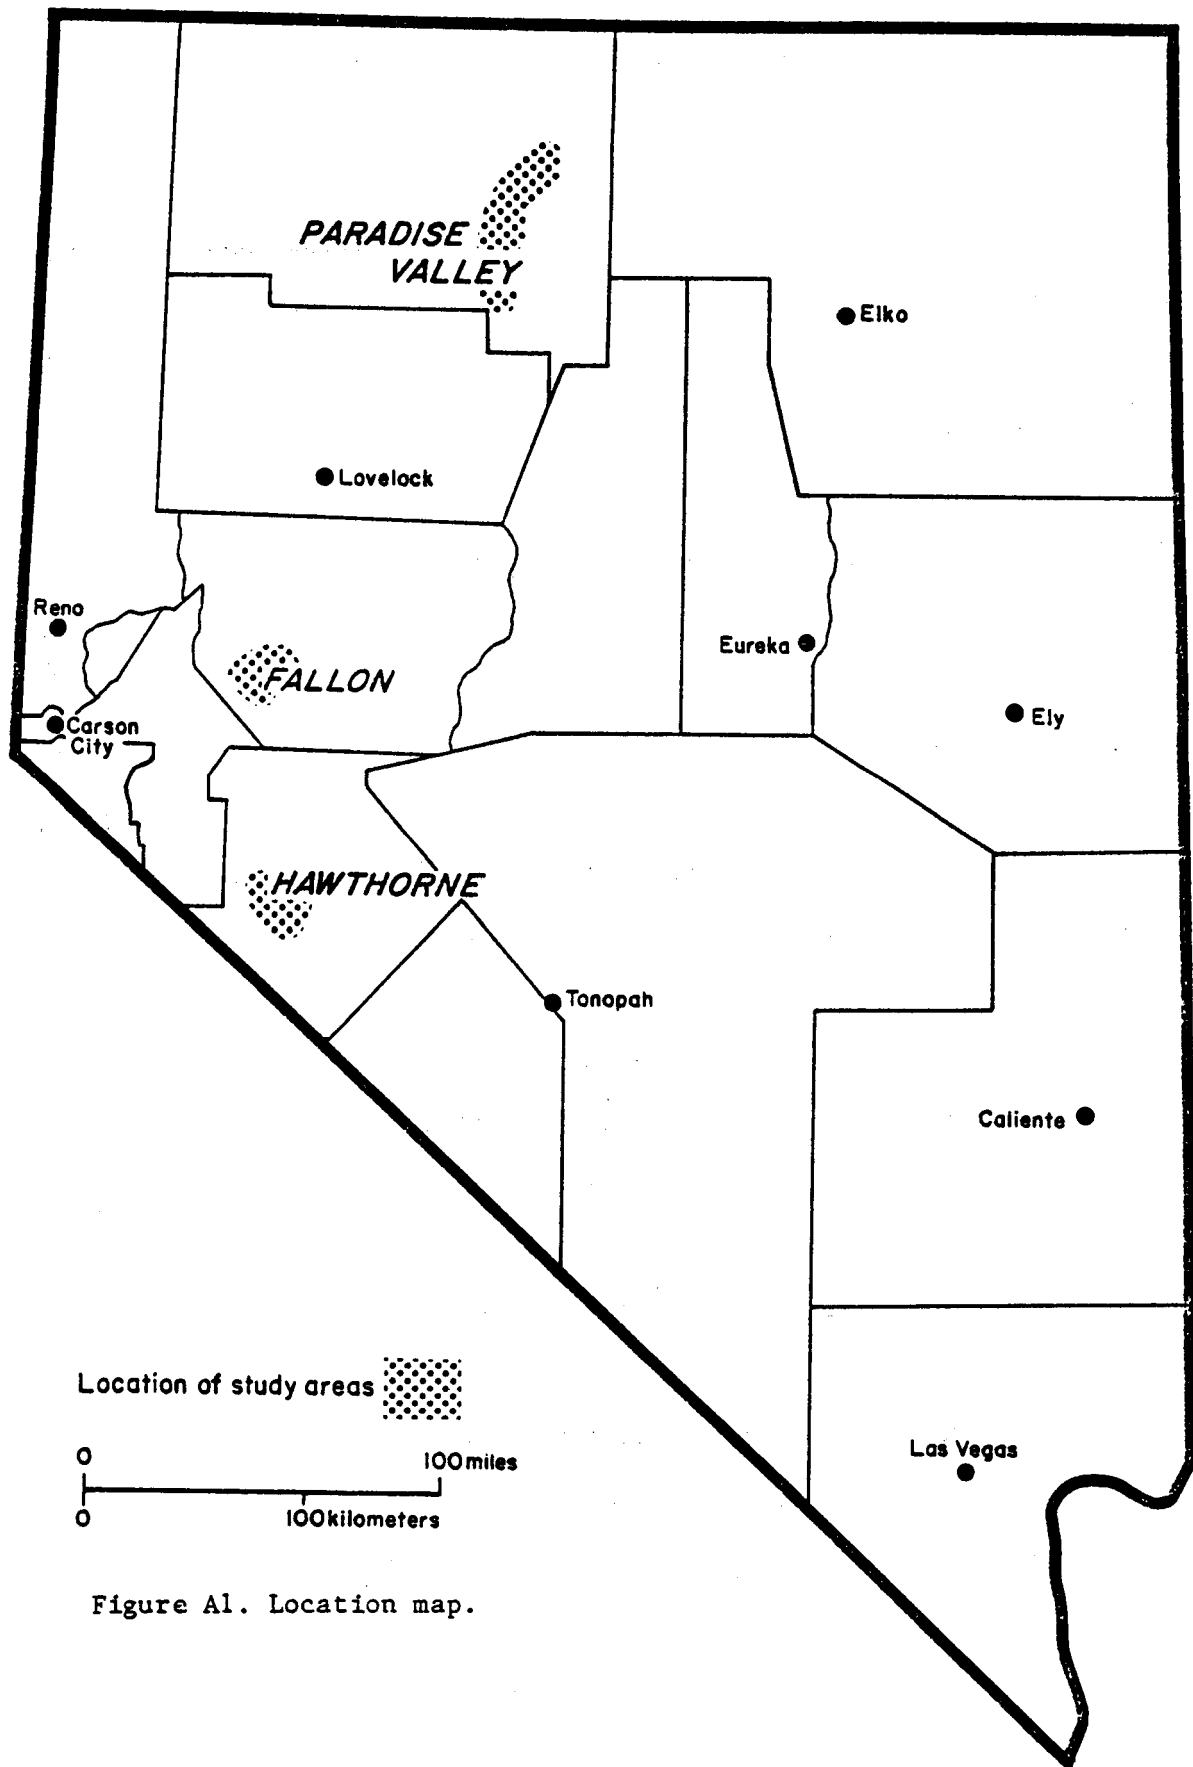 PARADISE
VALLEY
Elko
Lovelock
Reno
Eureka
FALLON
Ely
Carson
City
HAWTHORNE
Tonopah
Caliente
Location of study areas
Las Vegas
0 100 miles
0 100 kilometers
Figure A1. Location map.